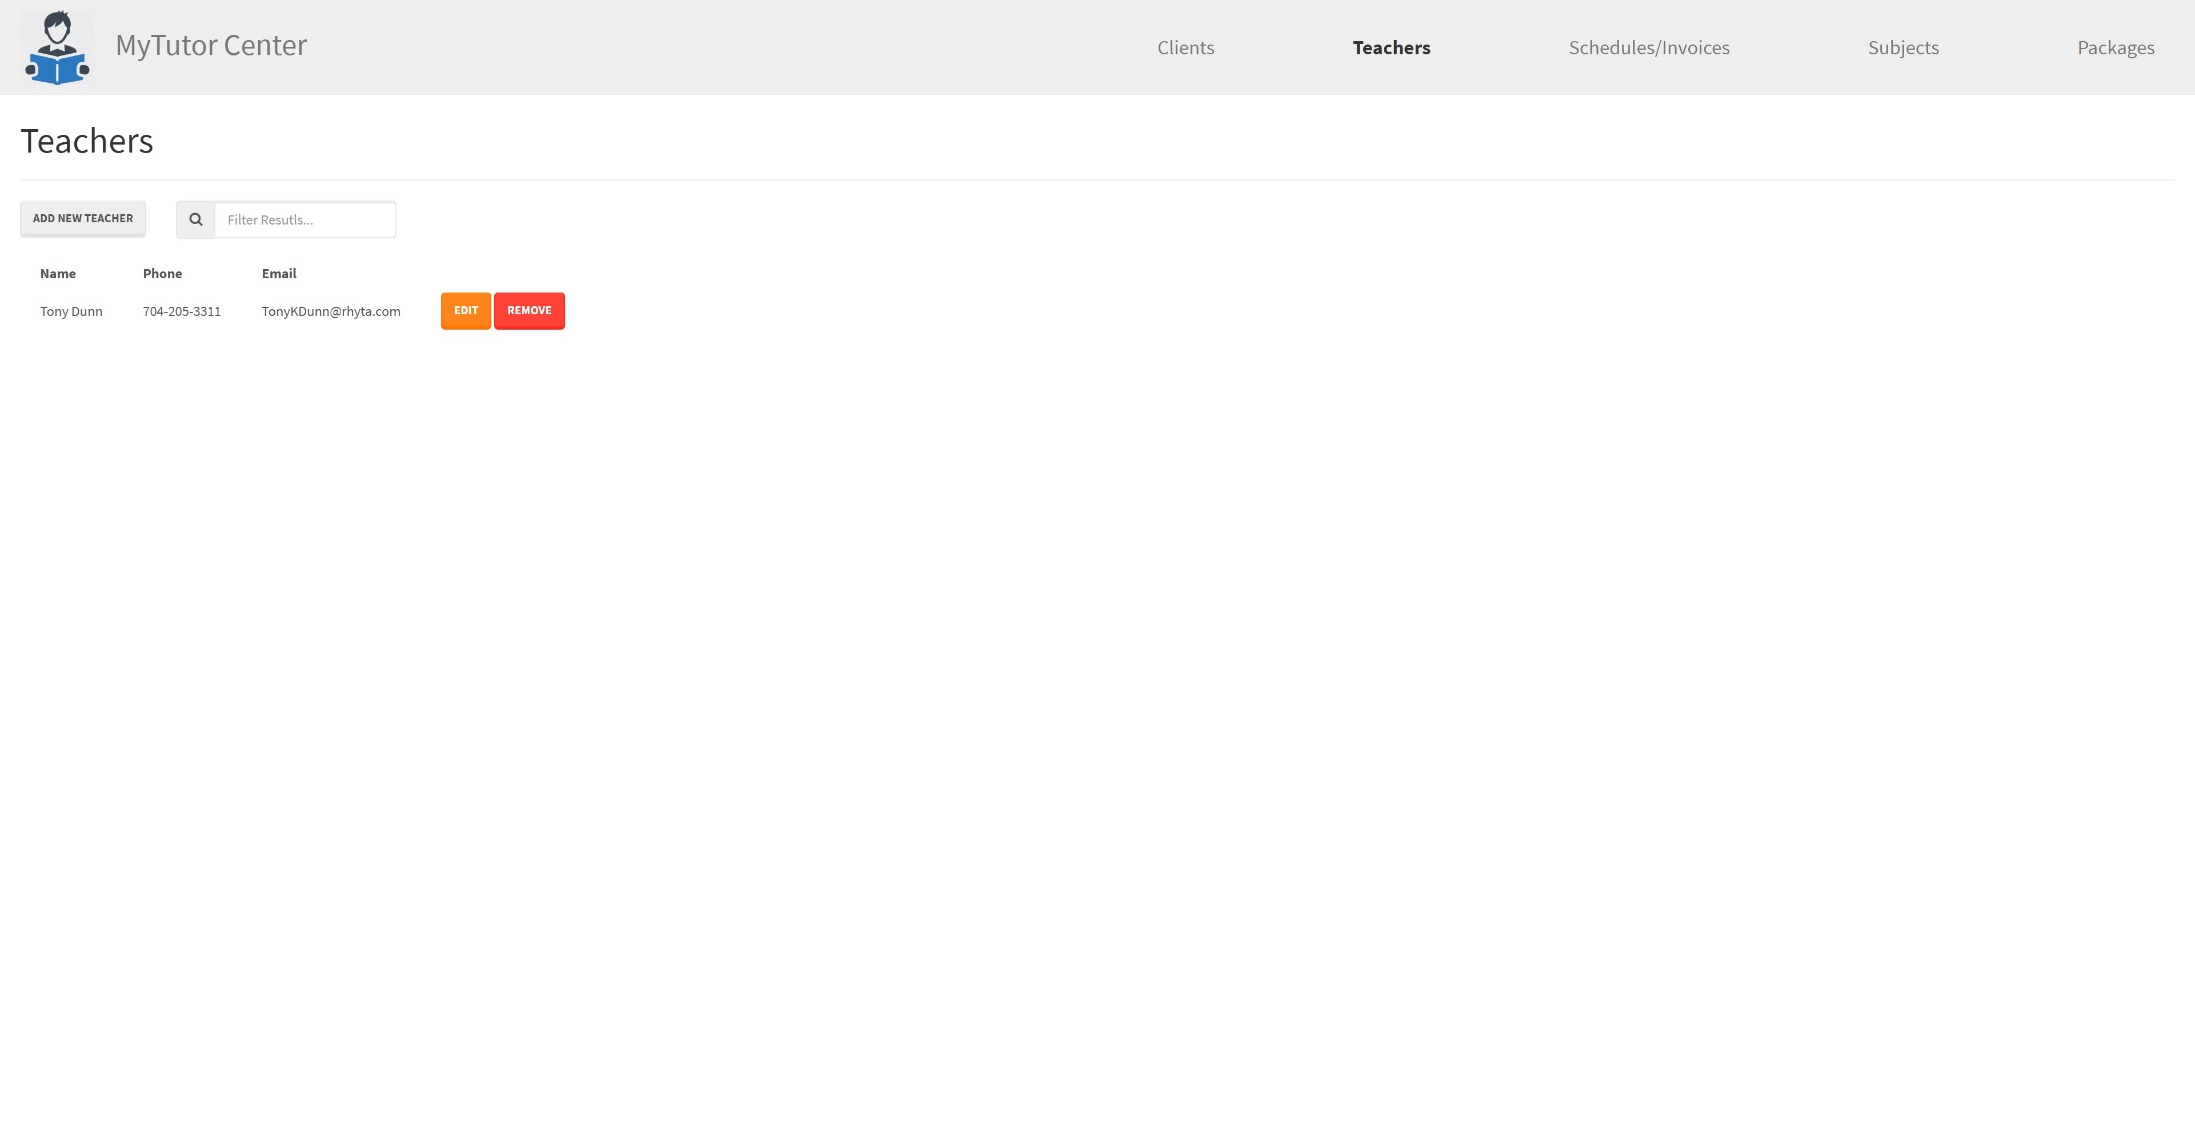 MyTutor Center
Clients
Teachers
Schedules/Invoices
Subjects
Packages
Teachers
ADD NEW TEACHER
Filter Resutls...
Name Phone Email
Tony Dunn 704-205-3311 TonyKDunn@rhyta.com EDIT REMOVE